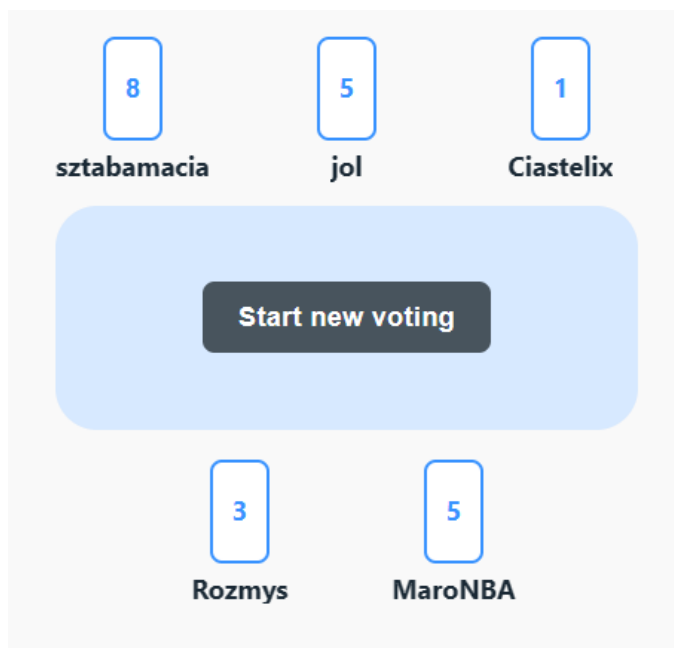 8 5 1
sztabamacia jol Ciastelix
Start new voting
3 5
Rozmys MaroNBA